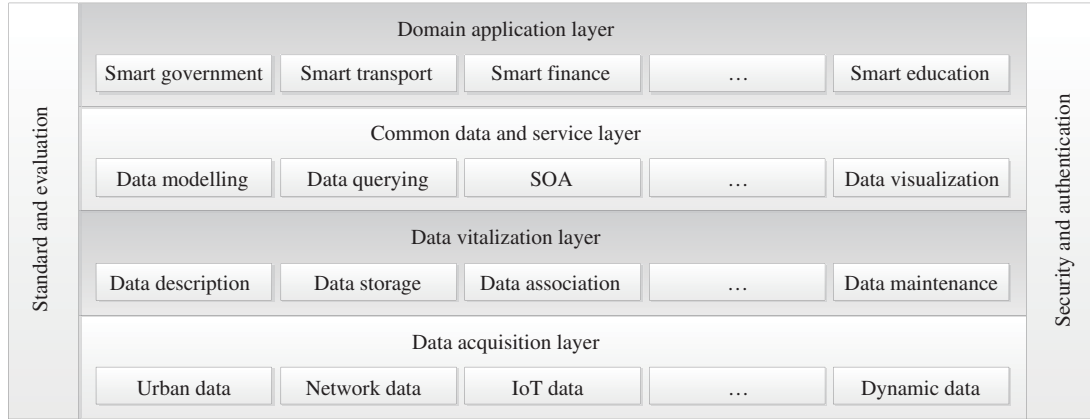 Standard and evaluation
Domain application layer
Smart government
Smart transport
Smart finance
…
Smart education
Common data and service layer
Data modelling
Data querying
SOA
…
Data visualization
Data vitalization layer
Data description
Data storage
Data association
…
Data maintenance
Data acquisition layer
Urban data
Network data
IoT data
…
Dynamic data
Security and authentication